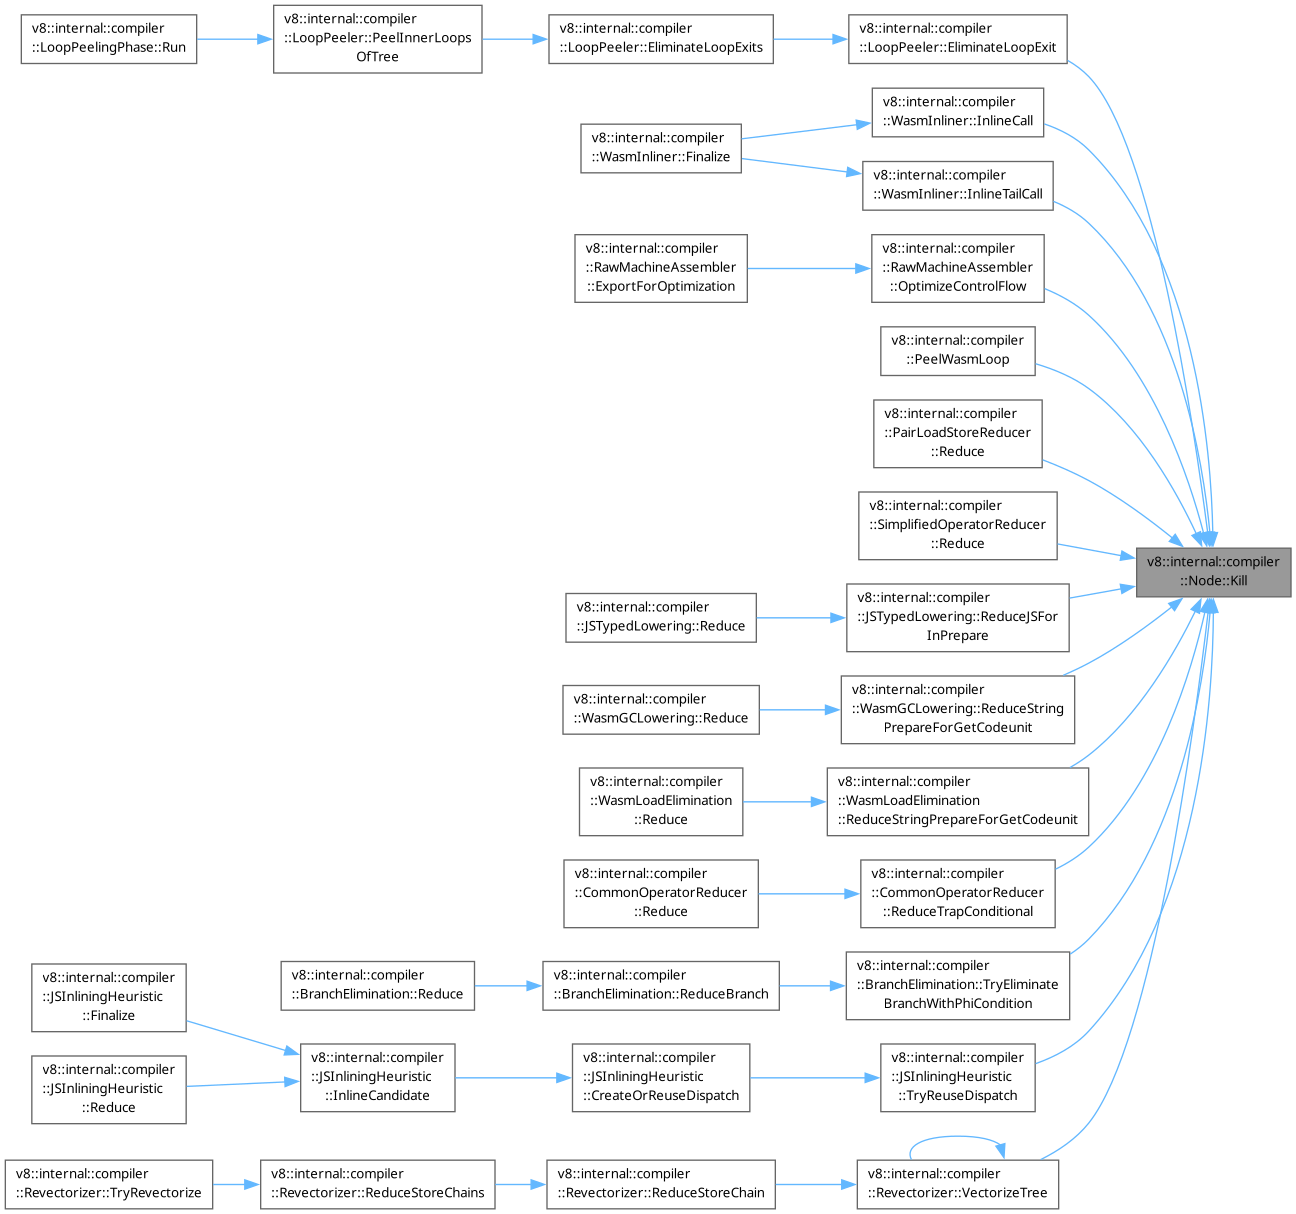 v8::internal::compiler
::LoopPeelingPhase::Run
v8::internal::compiler
::LoopPeeler::PeelInnerLoops
OfTree
v8::internal::compiler
::LoopPeeler::EliminateLoopExits
v8::internal::compiler
::LoopPeeler::EliminateLoopExit
v8::internal::compiler
::WasmInliner::InlineCall
v8::internal::compiler
::WasmInliner::Finalize
v8::internal::compiler
::WasmInliner::InlineTailCall
v8::internal::compiler
::RawMachineAssembler
::ExportForOptimization
v8::internal::compiler
::RawMachineAssembler
::OptimizeControlFlow
v8::internal::compiler
::PeelWasmLoop
v8::internal::compiler
::PairLoadStoreReducer
::Reduce
v8::internal::compiler
::SimplifiedOperatorReducer
::Reduce
v8::internal::compiler
::Node::Kill
v8::internal::compiler
::JSTypedLowering::Reduce
v8::internal::compiler
::JSTypedLowering::ReduceJSFor
InPrepare
v8::internal::compiler
::WasmGCLowering::Reduce
v8::internal::compiler
::WasmGCLowering::ReduceString
PrepareForGetCodeunit
v8::internal::compiler
::WasmLoadElimination
::Reduce
v8::internal::compiler
::WasmLoadElimination
::ReduceStringPrepareForGetCodeunit
v8::internal::compiler
::CommonOperatorReducer
::Reduce
v8::internal::compiler
::CommonOperatorReducer
::ReduceTrapConditional
v8::internal::compiler
::BranchElimination::Reduce
v8::internal::compiler
::BranchElimination::ReduceBranch
v8::internal::compiler
::BranchElimination::TryEliminate
BranchWithPhiCondition
v8::internal::compiler
::JSInliningHeuristic
::Finalize
v8::internal::compiler
::JSInliningHeuristic
::Reduce
v8::internal::compiler
::JSInliningHeuristic
::InlineCandidate
v8::internal::compiler
::JSInliningHeuristic
::CreateOrReuseDispatch
v8::internal::compiler
::JSInliningHeuristic
::TryReuseDispatch
v8::internal::compiler
::Revectorizer::TryRevectorize
v8::internal::compiler
::Revectorizer::ReduceStoreChains
v8::internal::compiler
::Revectorizer::ReduceStoreChain
v8::internal::compiler
::Revectorizer::VectorizeTree